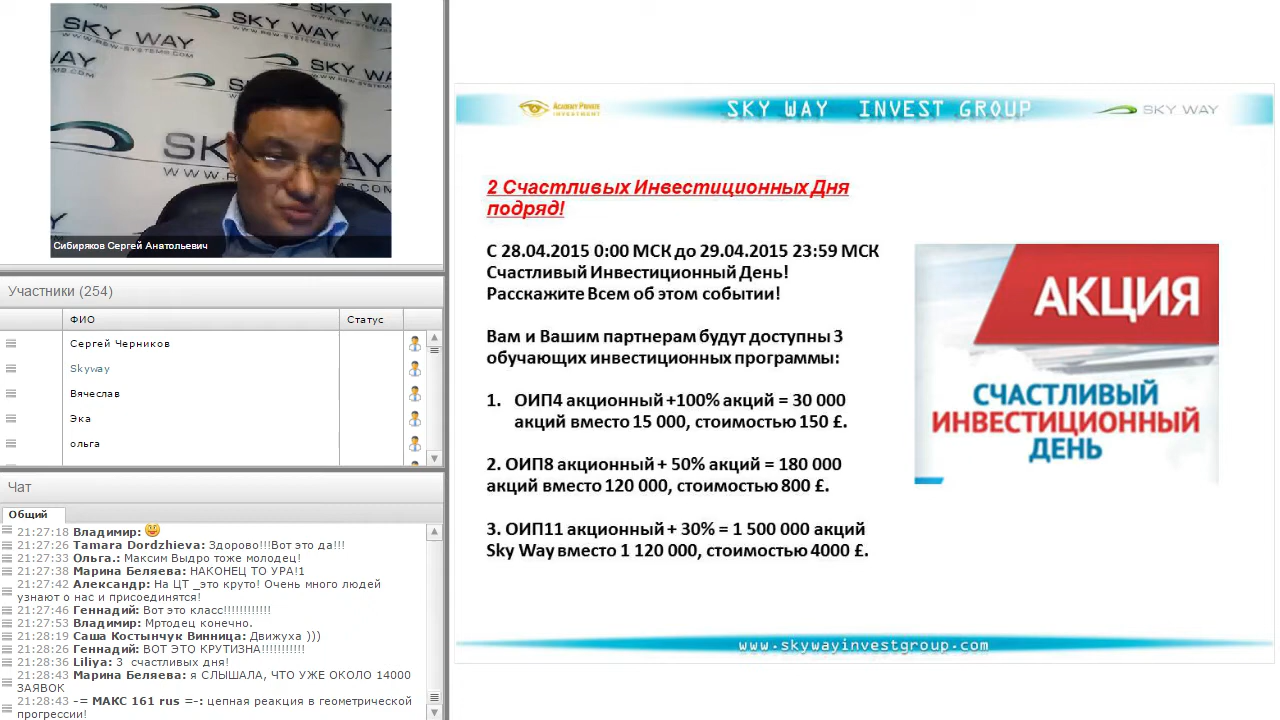 SKY WAY
WWW.RSW-SYSTEMS.COM
SKY WAY
SKY WAY
Сибиряков Сергей Анатольевич
Участники (254)
ФИО
Статус
Сергей Черников
Skyway
Вячеслав
Эка
ольга
Чат
Общий
21:27:18 Владимир:
21:27:26 Tamara Dordzhieva: Здорово!!!Вот это да!!!
21:27:33 Ольга.: Максим Выдро тоже молодец!
21:27:38 Марина Беляева: НАКОНЕЦ ТО УРА!1
21:27:42 Александр: На ЦТ _это круто! Очень много людей
узнают о нас и присоединятся!
21:27:46 Геннадий: Вот это класс!!!!!!!!!!!!
21:27:53 Владимир: Мртодец конечно.
21:28:19 Саша Костынчук Винница: Движуха )))
21:28:26 Геннадий: ВОТ ЭТО КРУТИЗНА!!!!!!!!!!!
21:28:36 Liliya: 3 счастливых дня!
21:28:43 Марина Беляева: я СЛЫШАЛА, ЧТО УЖЕ ОКОЛО 14000
ЗАЯВОК
21:28:43 -= МАКС 161 rus =-: цепная реакция в геометрической
прогрессии!
ACADEMY PRIVATE
INVESTMENT
SKY WAY INVEST GROUP
SKY WAY
2 Счастливых Инвестиционных Дня
подряд!
С 28.04.2015 0:00 МСК до 29.04.2015 23:59 МСК
Счастливый Инвестиционный День!
Расскажите Всем об этом событии!
Вам и Вашим партнерам будут доступны 3
обучающих инвестиционных программы:
1. ОИП4 акционный +100% акций = 30 000
акций вместо 15 000, стоимостью 150 £.
2. ОИП8 акционный + 50% акций = 180 000
акций вместо 120 000, стоимостью 800 £.
3. ОИП11 акционный + 30% = 1 500 000 акций
Sky Way вместо 1 120 000, стоимостью 4000 £.
АКЦИЯ
СЧАСТЛИВЫЙ
ИНВЕСТИЦИОННЫЙ
ДЕНЬ
www.skywayinvestgroup.com